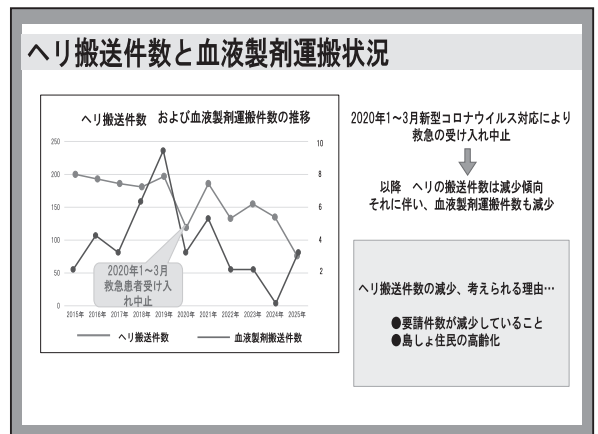 ヘリ搬送件数と血液製剤運搬状況
ヘリ搬送件数 および血液製剤運搬件数の推移
250
200
150
100
50
0
10
8
6
4
2
2020年1〜3月
救急患者受け入
れ中止
2015年 2016年 2017年 2018年 2019年 2020年 2021年 2022年 2023年 2024年 2025年
ヘリ搬送件数 血液製剤搬送件数
2020年1〜3月新型コロナウイルス対応により
救急の受け入れ中止
以降 ヘリの搬送件数は減少傾向
それに伴い、血液製剤運搬件数も減少
ヘリ搬送件数の減少、考えられる理由…
●要請件数が減少していること
●島しょ住民の高齢化